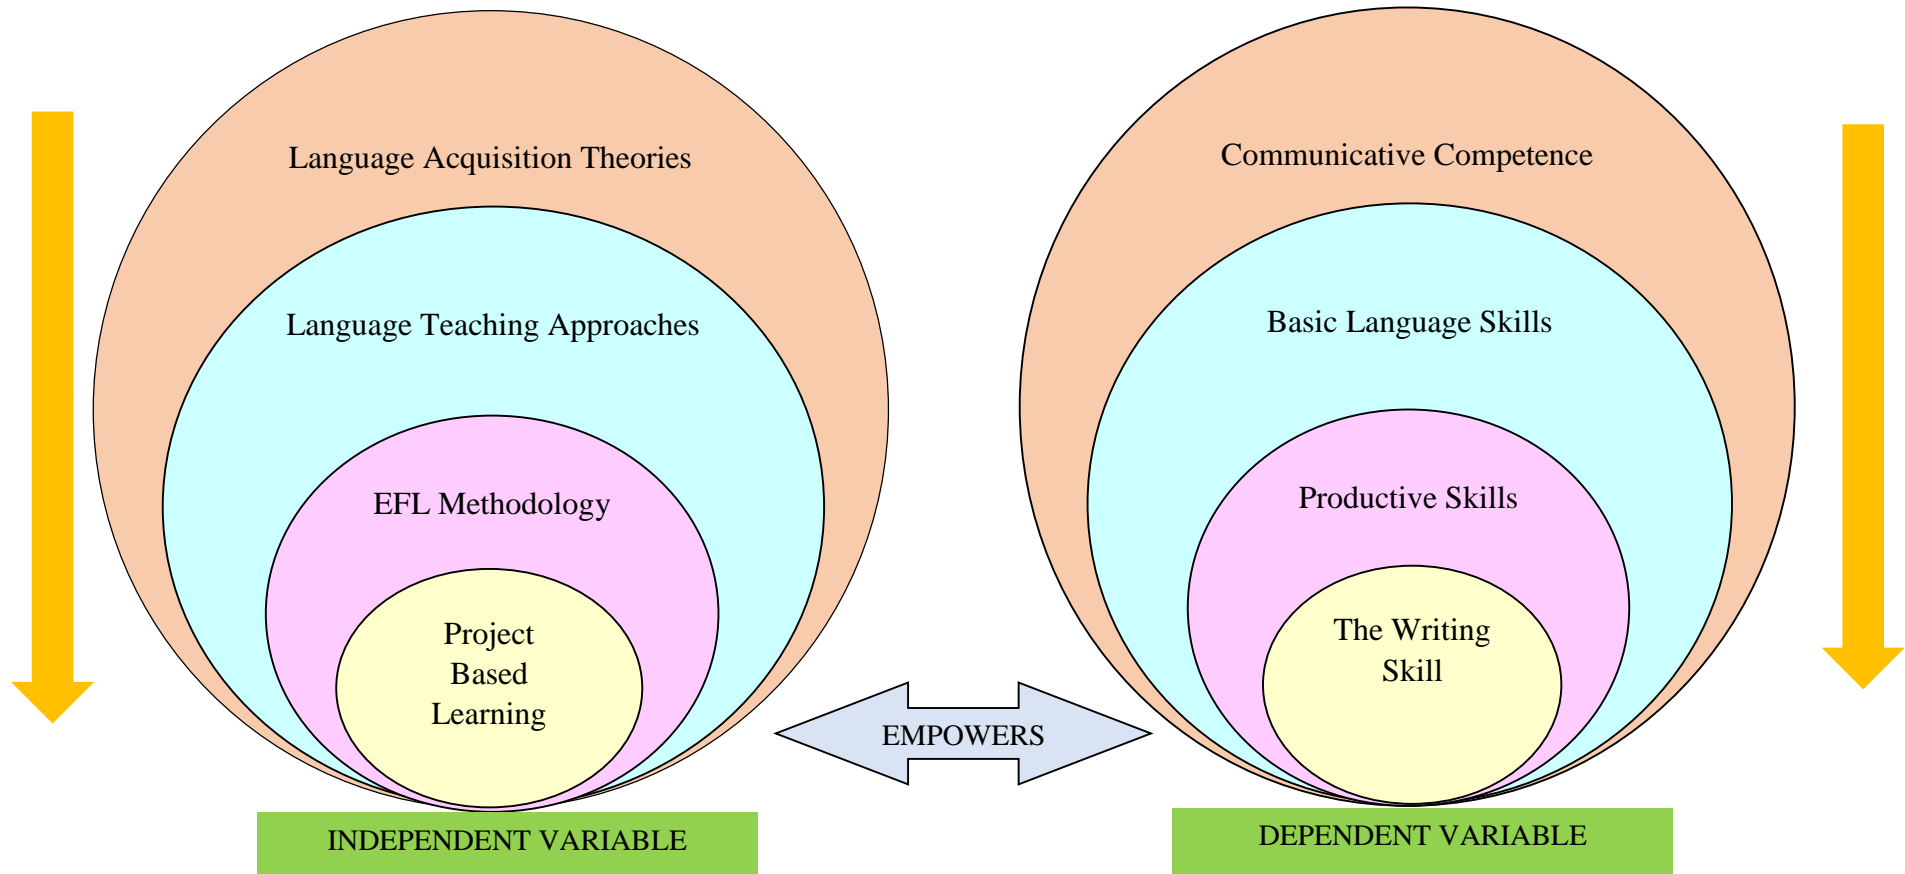 Language Acquisition Theories
Language Teaching Approaches
EFL Methodology
Project
Based
Learning
INDEPENDENT VARIABLE
EMPOWERS
Communicative Competence
Basic Language Skills
Productive Skills
The Writing
Skill
DEPENDENT VARIABLE